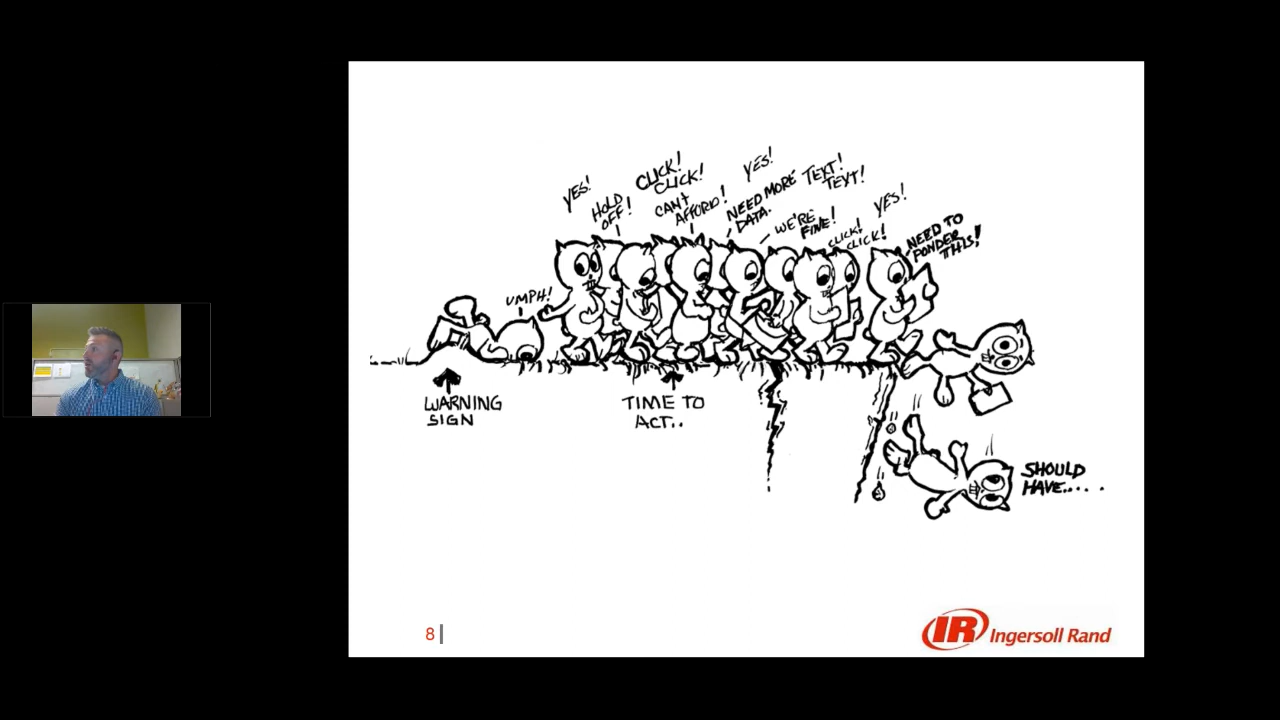 YES!
HOLD
OFF!
CLICK!
CLICK!
CAN'T
AFFORD!
YES!
NEED MORE
DATA.
TEXT!
TEXT!
WE'RE
FINE!
CLICK!
CLICK!
YES!
NEED TO
PONDER
THIS!
UMPH!
WARNING
SIGN
TIME TO
ACT..
SHOULD
HAVE.....
8
IR Ingersoll Rand